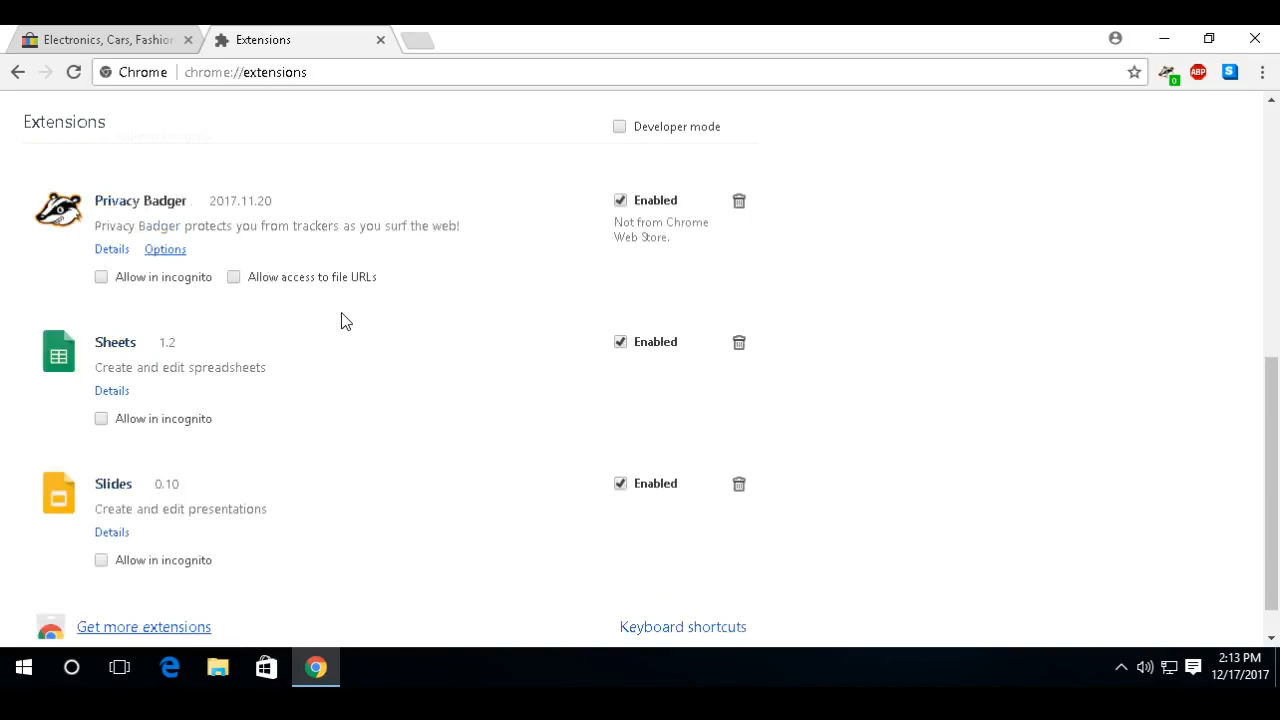 Electronics, Cars, Fashion
Extensions
Chrome chrome://extensions
0
ABP
S
Extensions
Developer mode
Privacy Badger 2017.11.20
Enabled
Privacy Badger protects you from trackers as you surf the web!
Not from Chrome
Web Store.
Details Options
Allow in incognito Allow access to file URLs
Sheets 1.2
Enabled
Create and edit spreadsheets
Details
Allow in incognito
Slides 0.10
Enabled
Create and edit presentations
Details
Allow in incognito
Get more extensions
Keyboard shortcuts
2:13 PM
12/17/2017